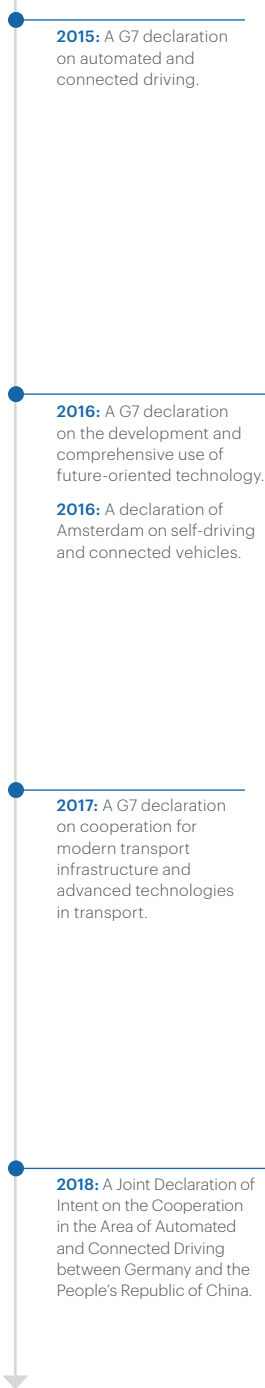 2015: A G7 declaration
on automated and
connected driving.
2016: A G7 declaration
on the development and
comprehensive use of
future-oriented technology.
2016: A declaration of
Amsterdam on self-driving
and connected vehicles.
2017: A G7 declaration
on cooperation for
modern transport
infrastructure and
advanced technologies
in transport.
2018: A Joint Declaration of
Intent on the Cooperation
in the Area of Automated
and Connected Driving
between Germany and the
People’s Republic of China.